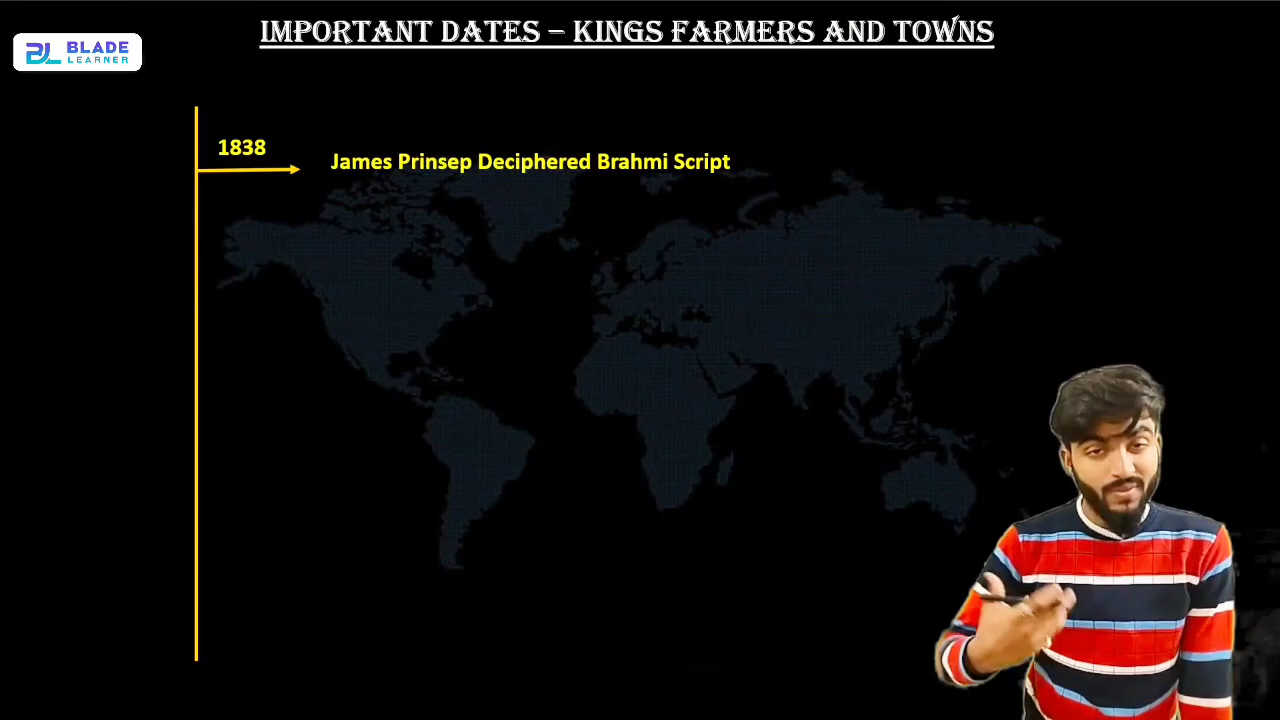 IMPORTANT DATES – KINGS FARMERS AND TOWNS
BLADE
LEARNER
1838
James Prinsep Deciphered Brahmi Script